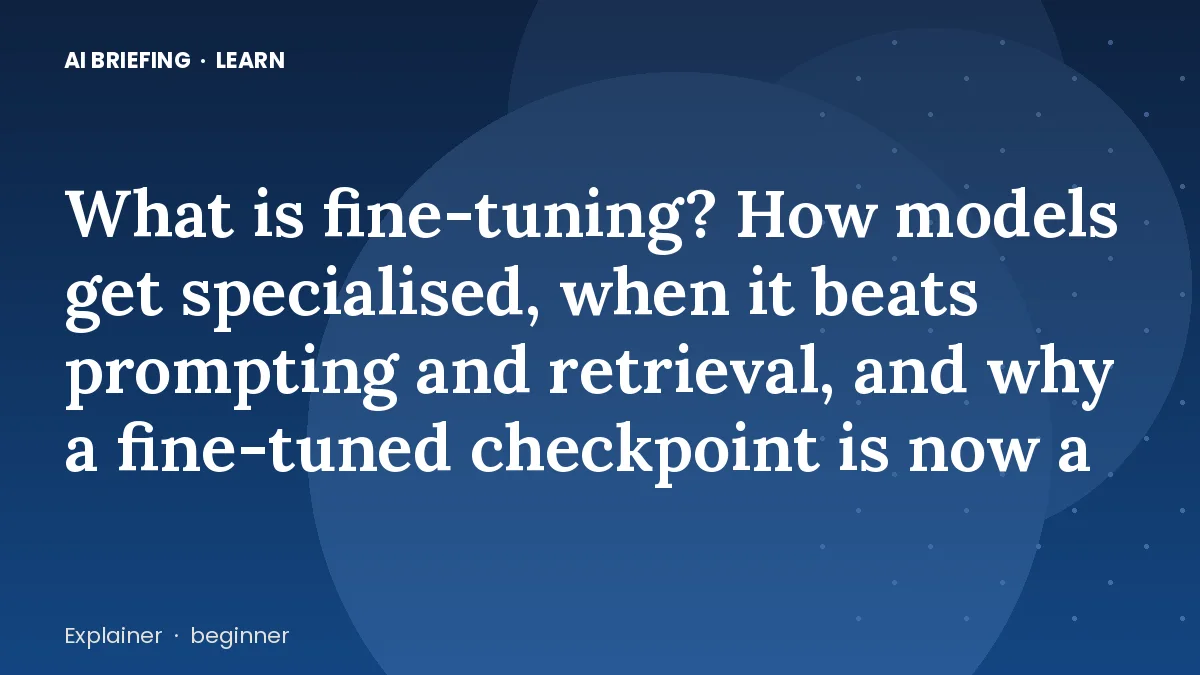 AI BRIEFING · LEARN
What is fine-tuning? How models
get specialised, when it beats
prompting and retrieval, and why
a fine-tuned checkpoint is now a
Explainer · beginner